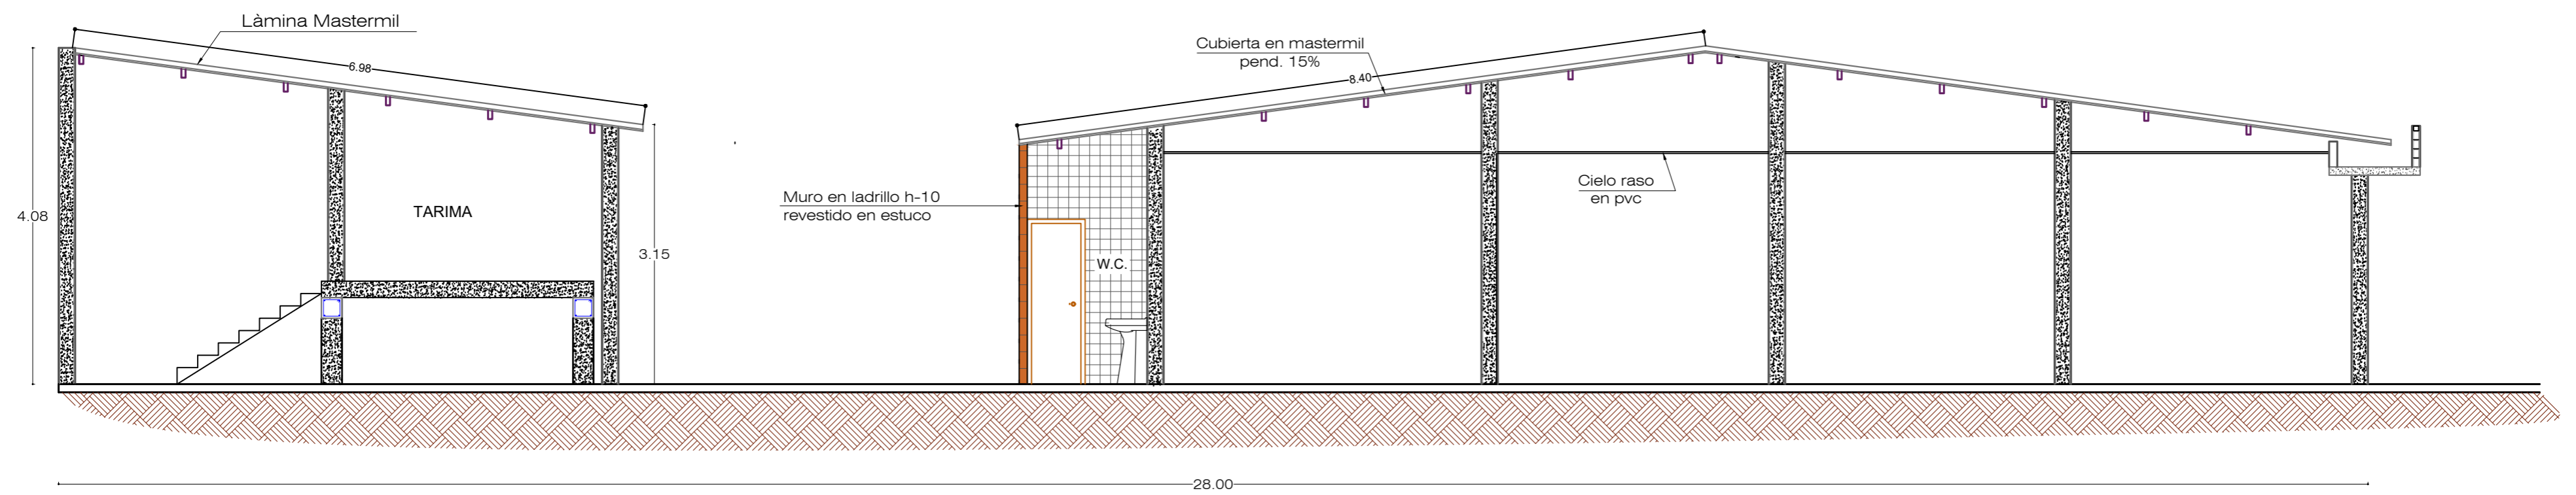 Làmina Mastermil
6.98
4.08
TARIMA
3.15
Muro en ladrillo h-10
revestido en estuco
W.C.
Cubierta en mastermil
pend. 15%
8.40
Cielo raso
en pvc
28.00